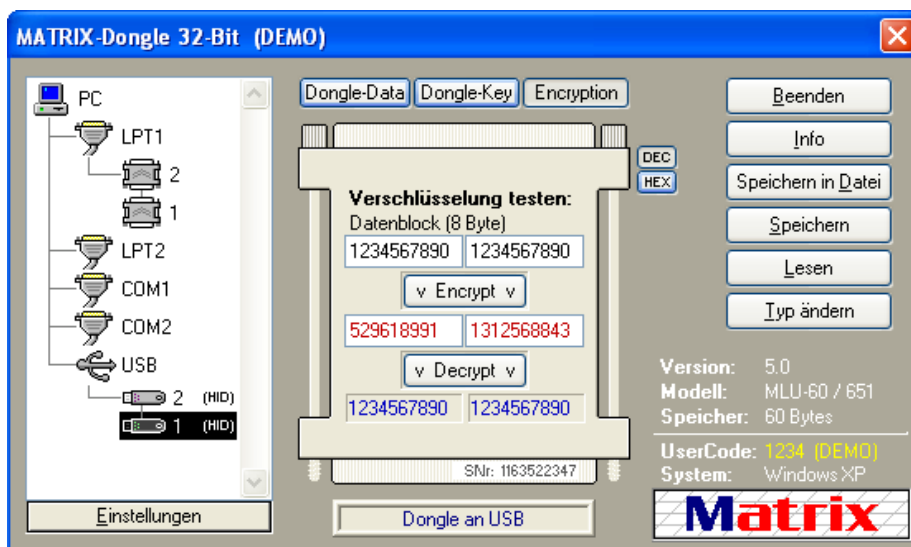 MATRIX-Dongle 32-Bit (DEMO)
PC
LPT1
2
1
LPT2
COM1
COM2
USB
2 (HID)
1 (HID)
Einstellungen
Dongle-Data Dongle-Key Encryption
DEC
HEX
Verschlüsselung testen:
Datenblock (8 Byte)
1234567890 1234567890
v Encrypt v
529618991 1312568843
v Decrypt v
1234567890 1234567890
SNr: 1163522347
Dongle an USB
Beenden
Info
Speichern in Datei
Speichern
Lesen
Typ ändern
Version: 5.0
Modell: MLU-60 / 651
Speicher: 60 Bytes
UserCode: 1234 (DEMO)
System: Windows XP
Matrix